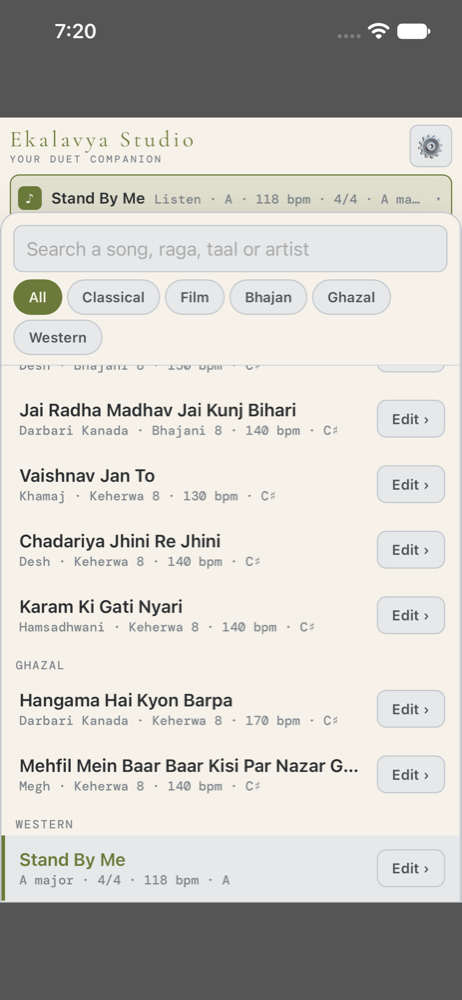 7:20
Ekalavya Studio
YOUR DUET COMPANION
♪ Stand By Me Listen · A · 118 bpm · 4/4 · A ma…
Search a song, raga, taal or artist
All Classical Film Bhajan Ghazal
Western
Desh · Bhajani 8 · 130 bpm · C♯
Jai Radha Madhav Jai Kunj Bihari
Darbari Kanada · Bhajani 8 · 140 bpm · C♯
Edit ›
Vaishnav Jan To
Khamaj · Keherwa 8 · 130 bpm · C♯
Edit ›
Chadariya Jhini Re Jhini
Desh · Keherwa 8 · 140 bpm · C♯
Edit ›
Karam Ki Gati Nyari
Hamsadhwani · Keherwa 8 · 140 bpm · C♯
Edit ›
GHAZAL
Hangama Hai Kyon Barpa
Darbari Kanada · Keherwa 8 · 170 bpm · C♯
Edit ›
Mehfil Mein Baar Baar Kisi Par Nazar G…
Megh · Keherwa 8 · 140 bpm · C♯
Edit ›
WESTERN
Stand By Me
A major · 4/4 · 118 bpm · A
Edit ›